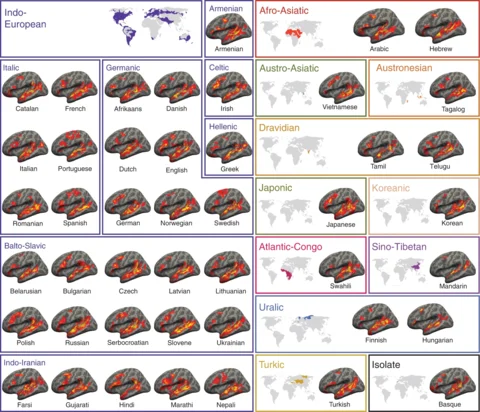 Indo-
European
Armenian
Armenian
Italic
Catalan
French
Italian
Portuguese
Romanian
Spanish
Germanic
Afrikaans
Danish
Dutch
English
German
Norwegian
Swedish
Celtic
Irish
Hellenic
Greek
Balto-Slavic
Belarusian
Bulgarian
Czech
Latvian
Lithuanian
Polish
Russian
Serbocroatian
Slovene
Ukrainian
Indo-Iranian
Farsi
Gujarati
Hindi
Marathi
Nepali
Afro-Asiatic
Arabic
Hebrew
Austro-Asiatic
Vietnamese
Austronesian
Tagalog
Dravidian
Tamil
Telugu
Japonic
Japanese
Koreanic
Korean
Atlantic-Congo
Swahili
Sino-Tibetan
Mandarin
Uralic
Finnish
Hungarian
Turkic
Turkish
Isolate
Basque